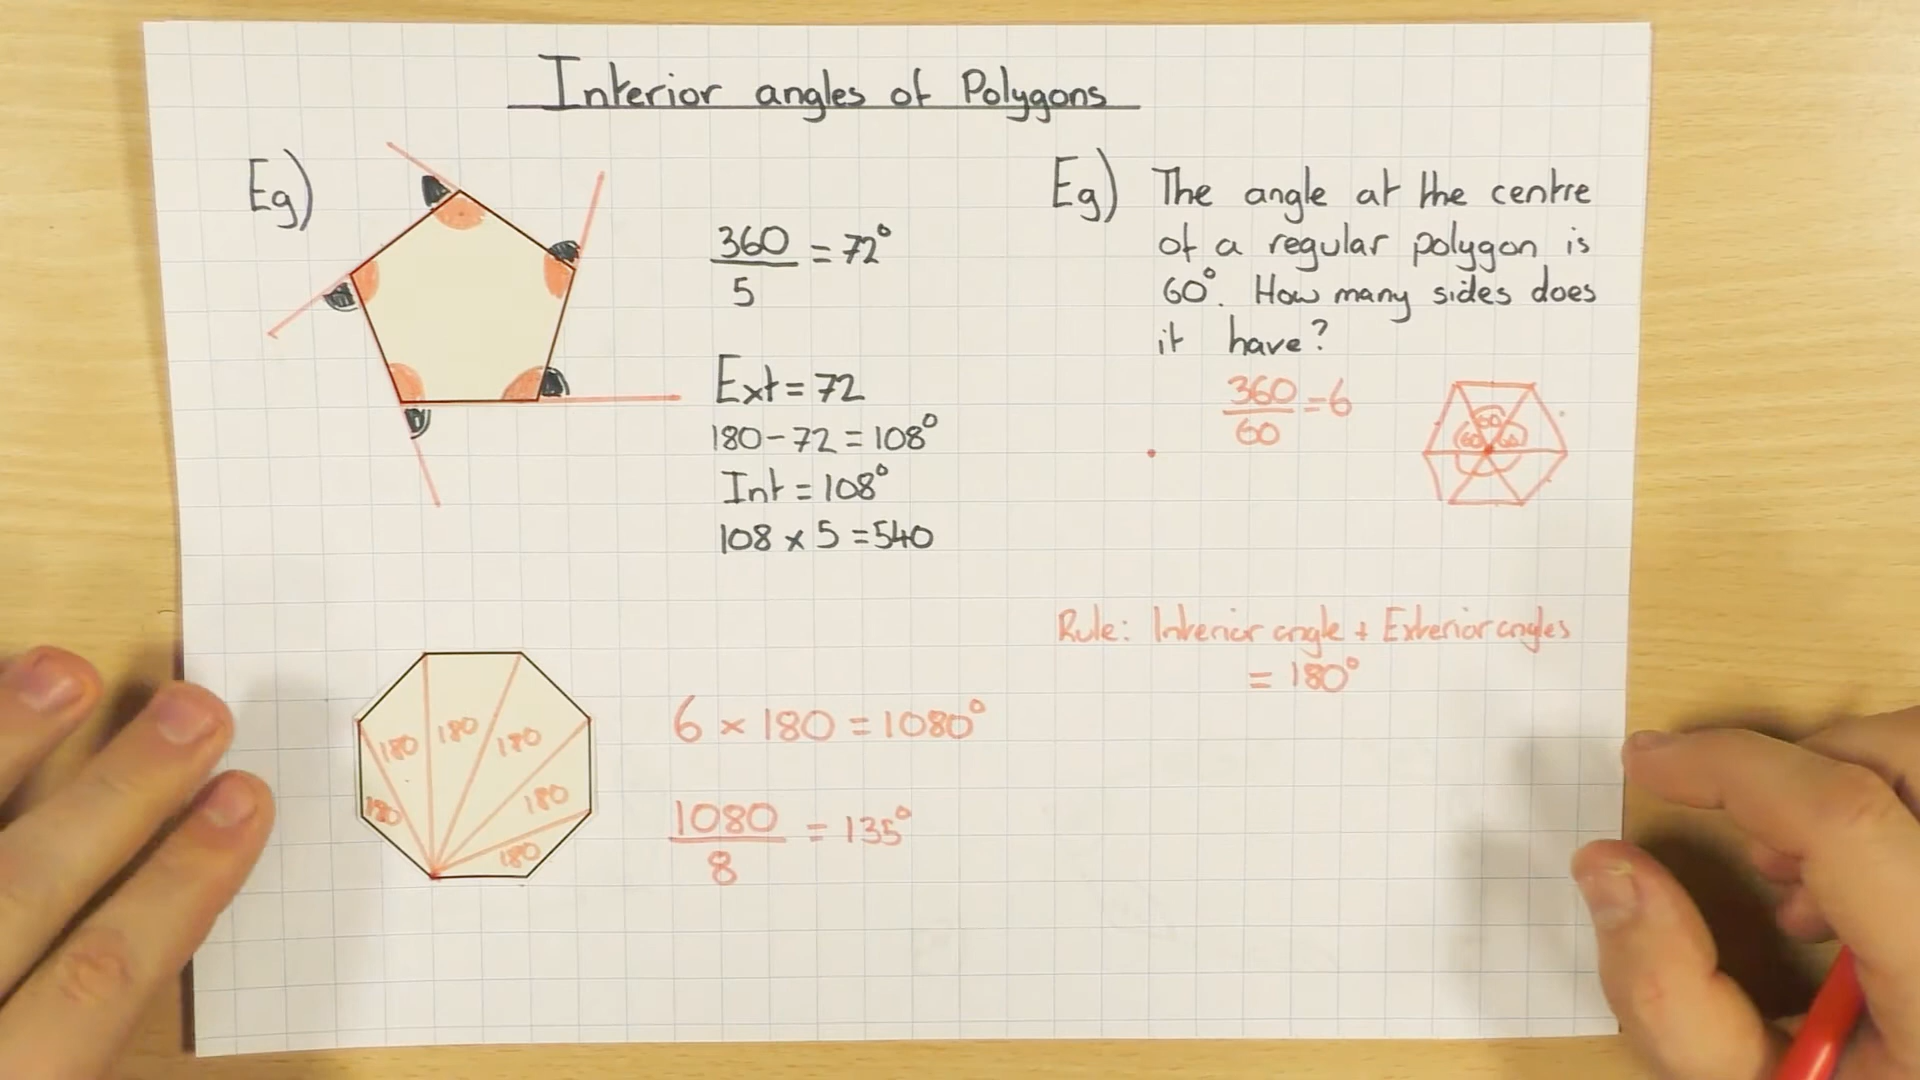 Interior angles of Polygons
Eg)
360/5 = 72°
Ext = 72
180 - 72 = 108°
Int = 108°
108 × 5 = 540
180
180
180
180
180
180
6 × 180 = 1080°
1080/8 = 135°
Eg) The angle at the centre
of a regular polygon is
60°. How many sides does
it have?
360/60 = 6
60
60 60
Rule: Interior angle + Exterior angles
= 180°